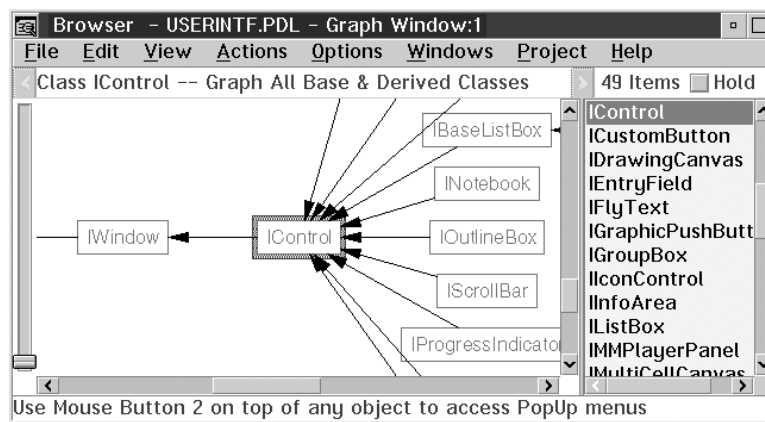 Browser - USERINTF.PDL - Graph Window:1
File Edit View Actions Options Windows Project Help
Class IControl -- Graph All Base & Derived Classes
49 Items Hold
IBaseListBox
INotebook
IWindow
IControl
IOutlineBox
IScrollBar
IProgressIndicator
IControl
ICustomButton
IDrawingCanvas
IEntryField
IFlyText
IGraphicPushButt
IGroupBox
IIconControl
IInfoArea
IListBox
IMMPlayerPanel
IMultiCellCanvas
Use Mouse Button 2 on top of any object to access PopUp menus